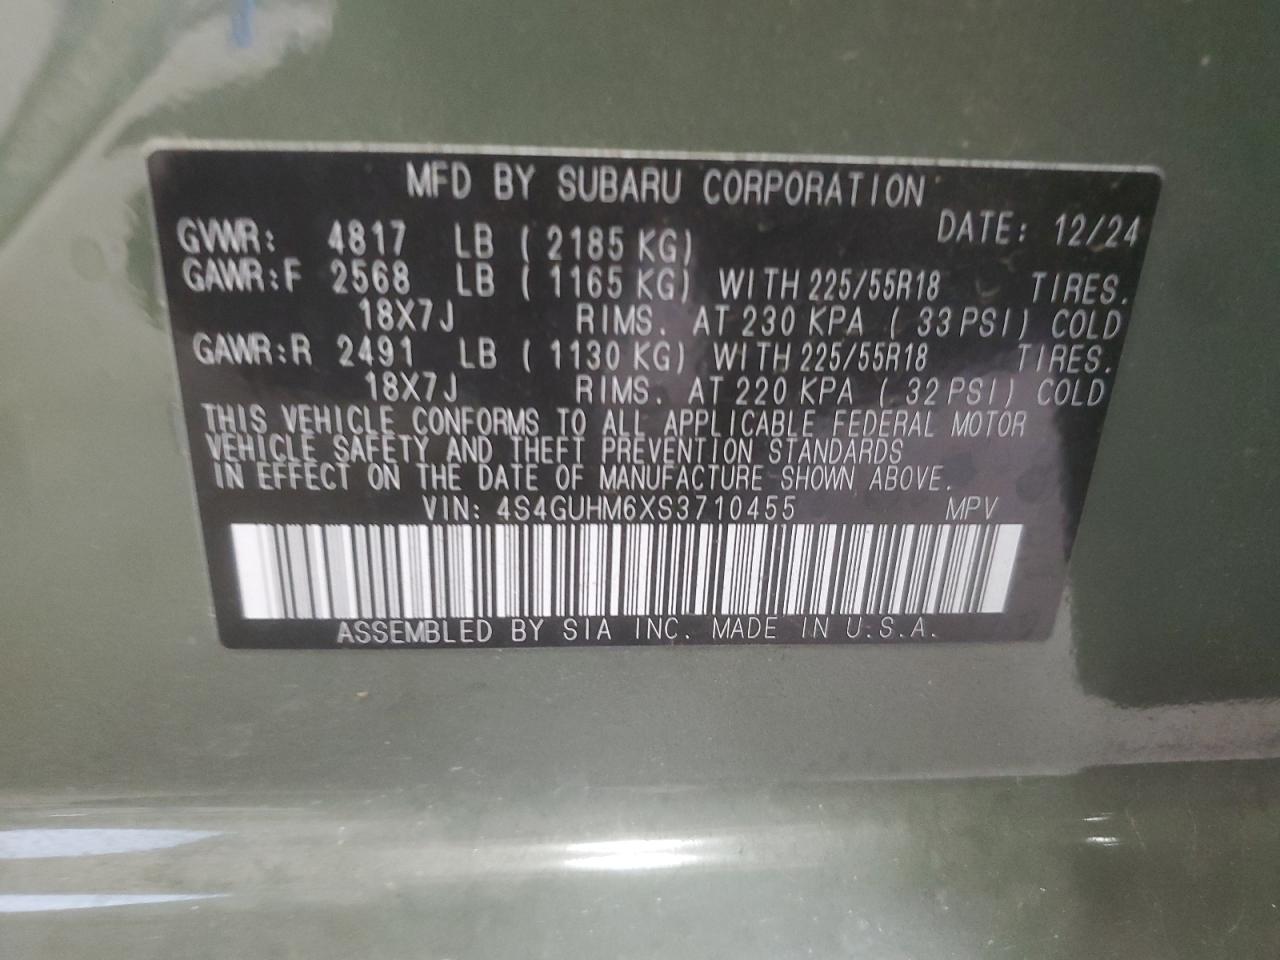 MFD BY SUBARU CORPORATION
DATE: 12/24
GVWR: 4817 LB ( 2185 KG)
GAWR:F 2568 LB ( 1165 KG) WITH 225/55R18 TIRES.
18X7J RIMS. AT 230 KPA ( 33 PSI) COLD
GAWR:R 2491 LB ( 1130 KG) WITH 225/55R18 TIRES.
18X7J RIMS. AT 220 KPA ( 32 PSI) COLD
THIS VEHICLE CONFORMS TO ALL APPLICABLE FEDERAL MOTOR
VEHICLE SAFETY AND THEFT PREVENTION STANDARDS
IN EFFECT ON THE DATE OF MANUFACTURE SHOWN ABOVE.
VIN: 4S4GUHM6XS3710455 MPV
ASSEMBLED BY SIA INC. MADE IN U.S.A.